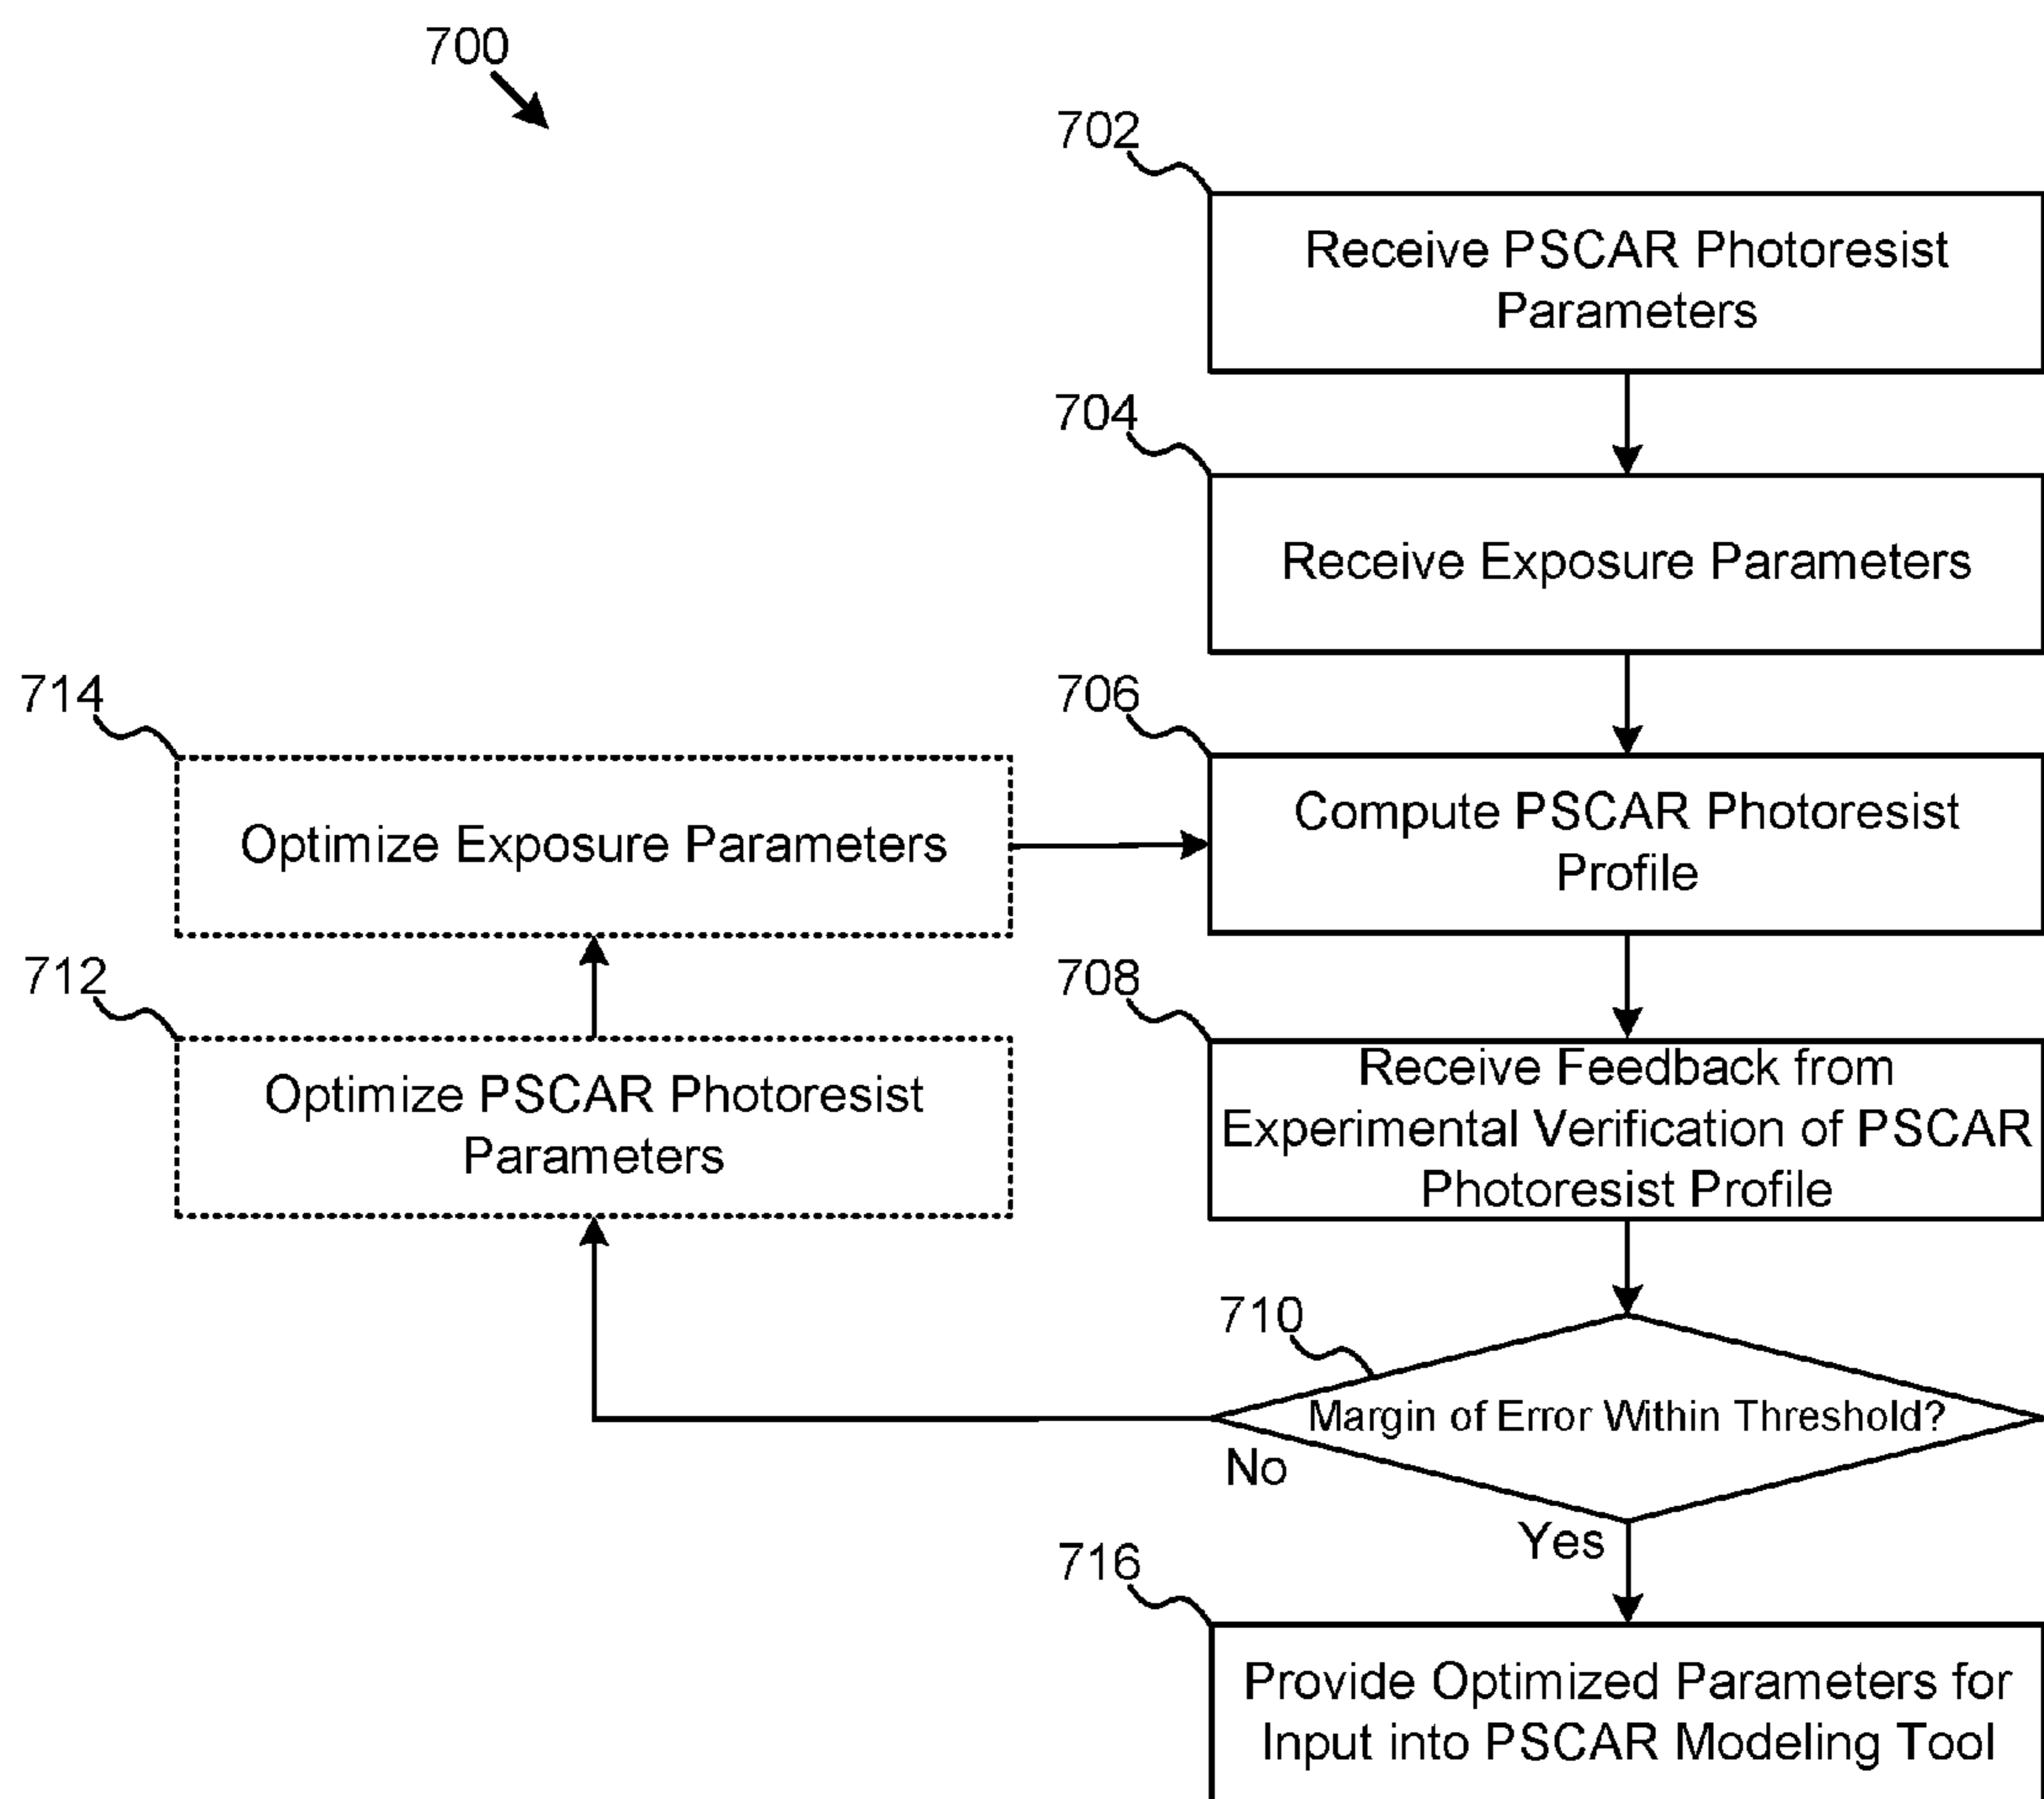 700
702
Receive PSCAR Photoresist
Parameters
704
Receive Exposure Parameters
714
706
Optimize Exposure Parameters
Compute PSCAR Photoresist
Profile
712
708
Optimize PSCAR Photoresist
Parameters
Receive Feedback from
Experimental Verification of PSCAR
Photoresist Profile
710
Margin of Error Within Threshold?
No
Yes
716
Provide Optimized Parameters for
Input into PSCAR Modeling Tool